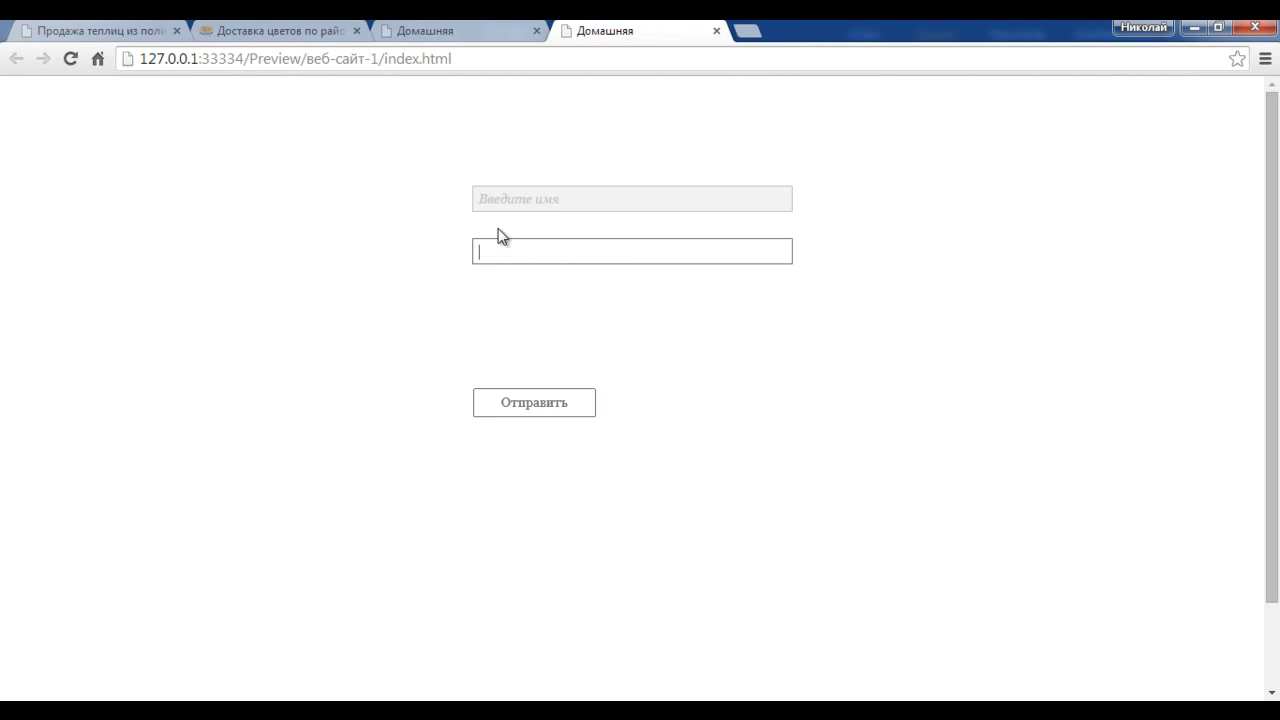 Продажа теплиц из поли
Доставка цветов по райо
Домашняя
Домашняя
Николай
127.0.0.1:33334/Preview/веб-сайт-1/index.html
Введите имя
Отправить